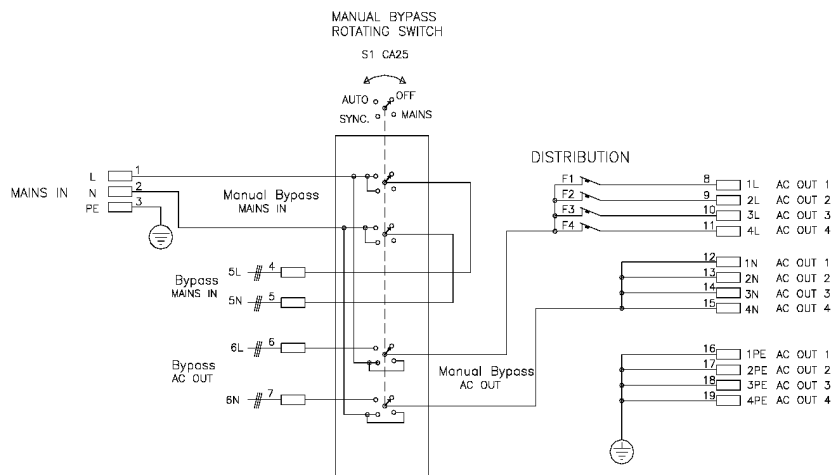 MANUAL BYPASS
ROTATING SWITCH
S1 CA25
AUTO OFF
SYNC. MAINS
MAINS IN
L 1
N 2
PE 3
Manual Bypass
MAINS IN
5L 4
Bypass
MAINS IN
5N 5
6L 6
Bypass
AC OUT
6N 7
Manual Bypass
AC OUT
DISTRIBUTION
F1 8 1L AC OUT 1
F2 9 2L AC OUT 2
F3 10 3L AC OUT 3
F4 11 4L AC OUT 4
12 1N AC OUT 1
13 2N AC OUT 2
14 3N AC OUT 3
15 4N AC OUT 4
16 1PE AC OUT 1
17 2PE AC OUT 2
18 3PE AC OUT 3
19 4PE AC OUT 4